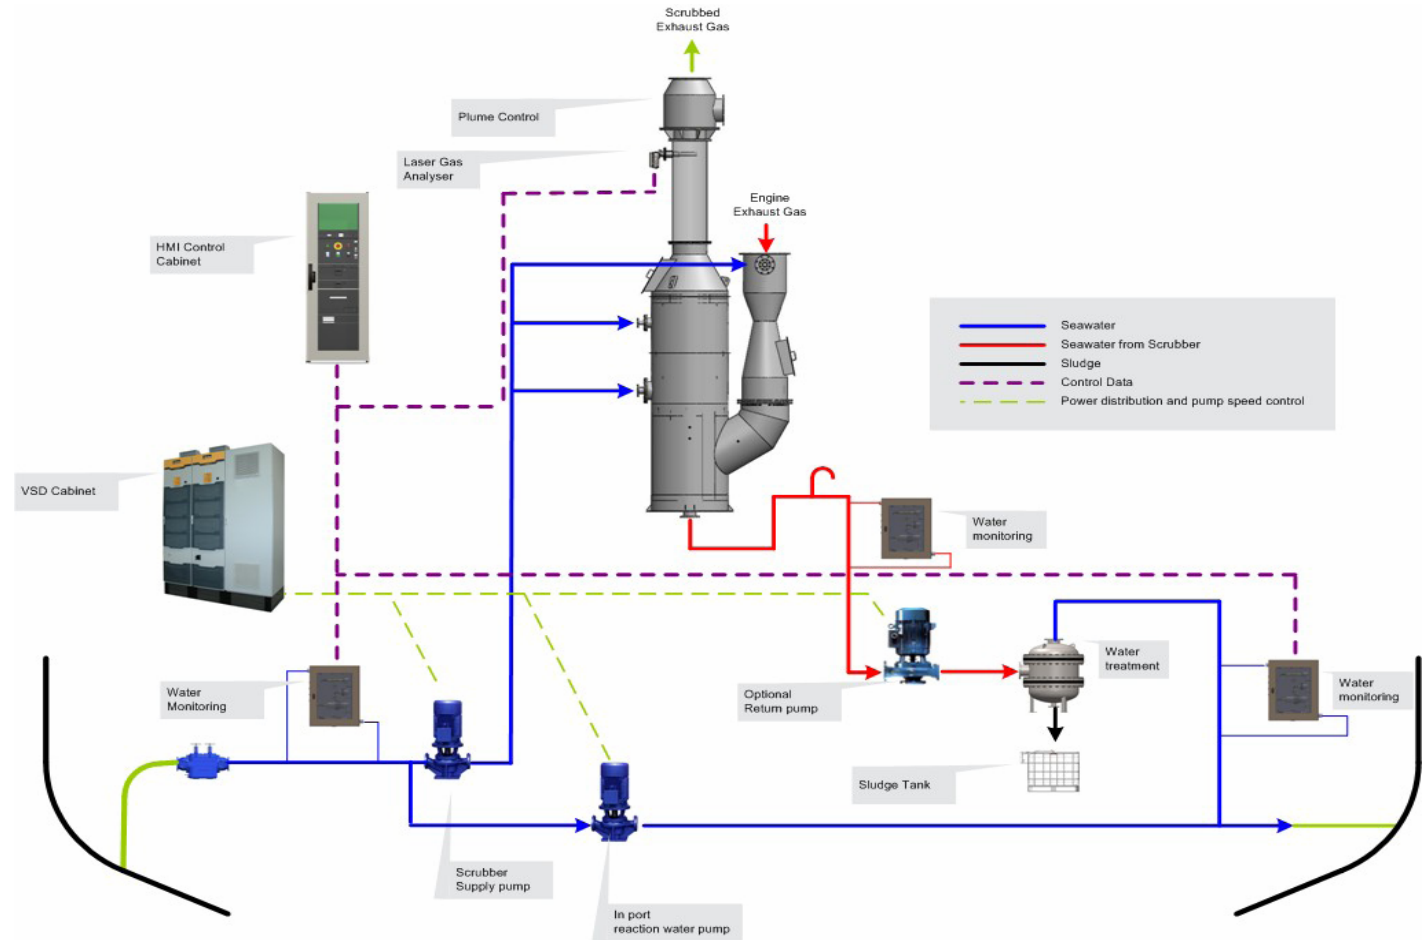 Scrubbed
Exhaust Gas
Plume Control
Laser Gas
Analyser
Engine
Exhaust Gas
HMI Control
Cabinet
Seawater
Seawater from Scrubber
Sludge
Control Data
Power distribution and pump speed control
VSD Cabinet
Water
monitoring
Water
treatment
Water
Monitoring
Optional
Return pump
Water
monitoring
Sludge Tank
Scrubber
Supply pump
In port
reaction water pump